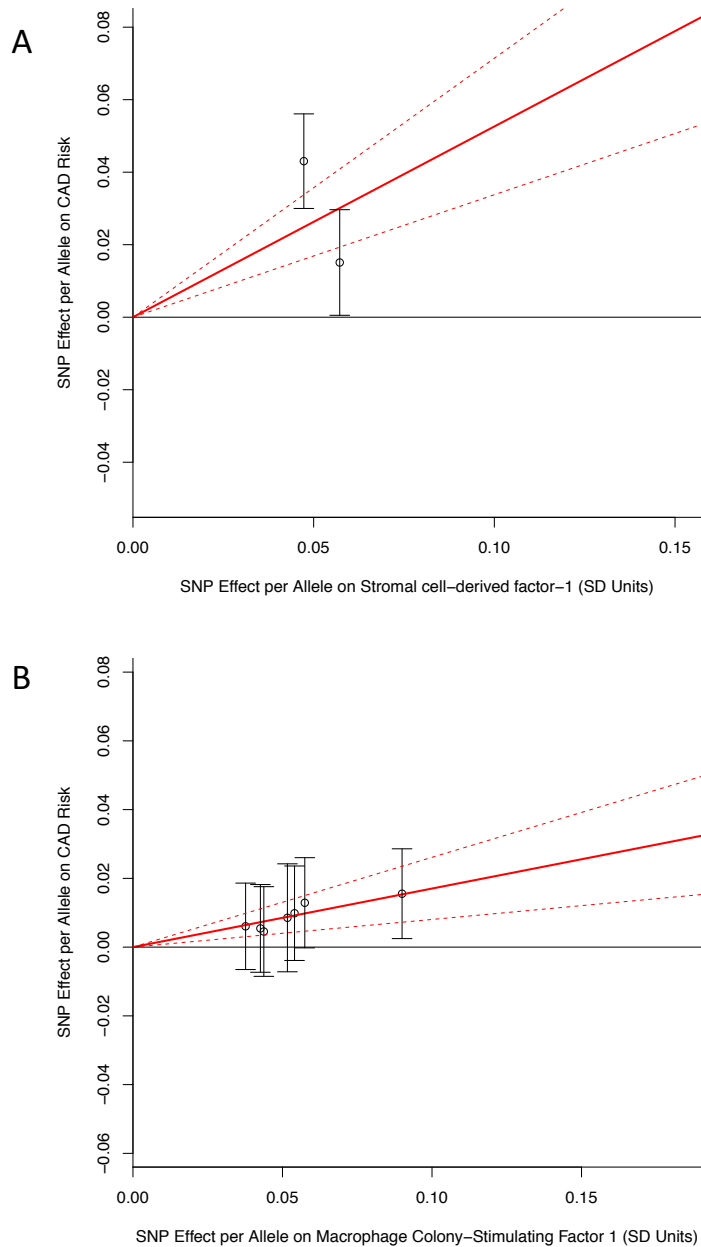 A
SNP Effect per Allele on CAD Risk
0.08
0.06
0.04
0.02
0.00
−0.02
−0.04
0.00 0.05 0.10 0.15
SNP Effect per Allele on Stromal cell−derived factor−1 (SD Units)
B
SNP Effect per Allele on CAD Risk
0.08
0.06
0.04
0.02
0.00
−0.02
−0.04
−0.06
0.00 0.05 0.10 0.15
SNP Effect per Allele on Macrophage Colony−Stimulating Factor 1 (SD Units)